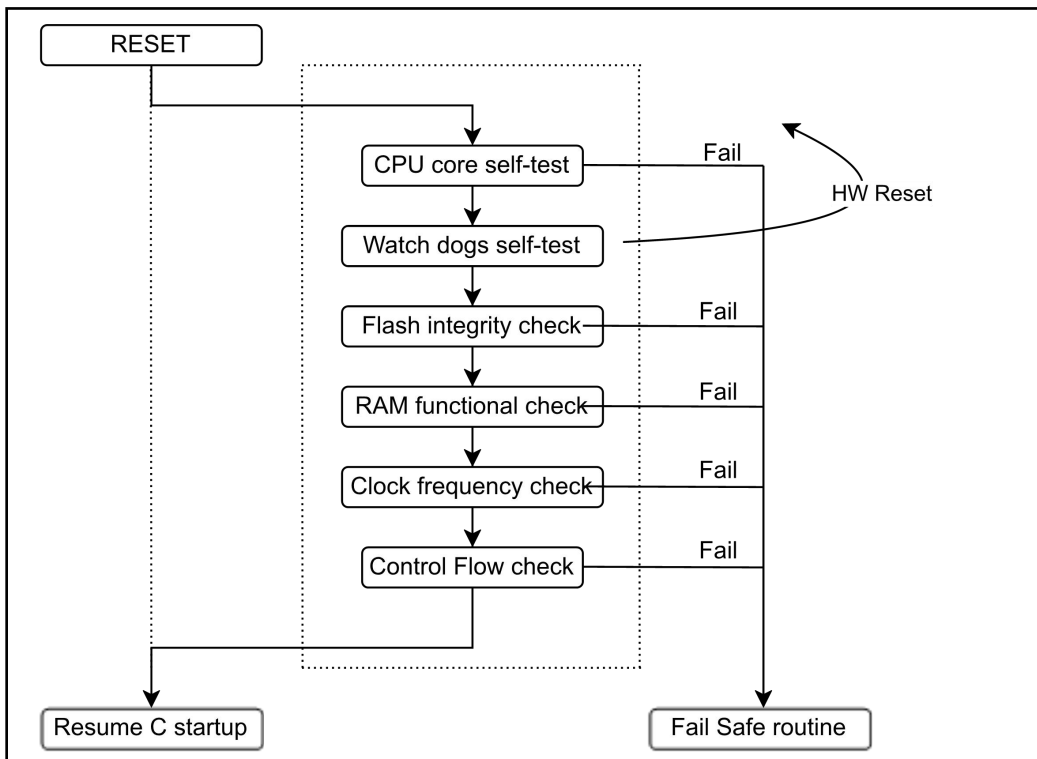 RESET
CPU core self-test
Fail
HW Reset
Watch dogs self-test
Flash integrity check
Fail
RAM functional check
Fail
Clock frequency check
Fail
Control Flow check
Fail
Resume C startup
Fail Safe routine